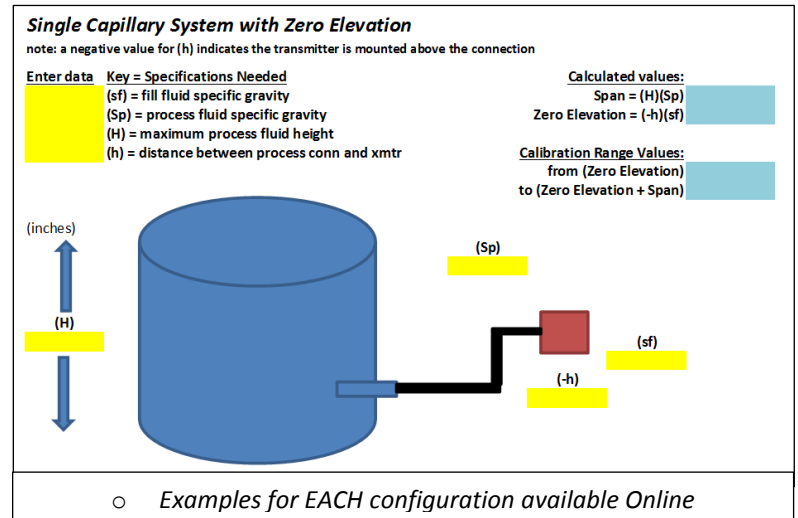 Single Capillary System with Zero Elevation
note: a negative value for (h) indicates the transmitter is mounted above the connection
Enter data Key = Specifications Needed
(sf) = fill fluid specific gravity
(Sp) = process fluid specific gravity
(H) = maximum process fluid height
(h) = distance between process conn and xmtr
Calculated values:
Span = (H)(Sp)
Zero Elevation = (-h)(sf)
Calibration Range Values:
from (Zero Elevation)
to (Zero Elevation + Span)
(inches)
(Sp)
(H)
(sf)
(-h)
o Examples for EACH configuration available Online